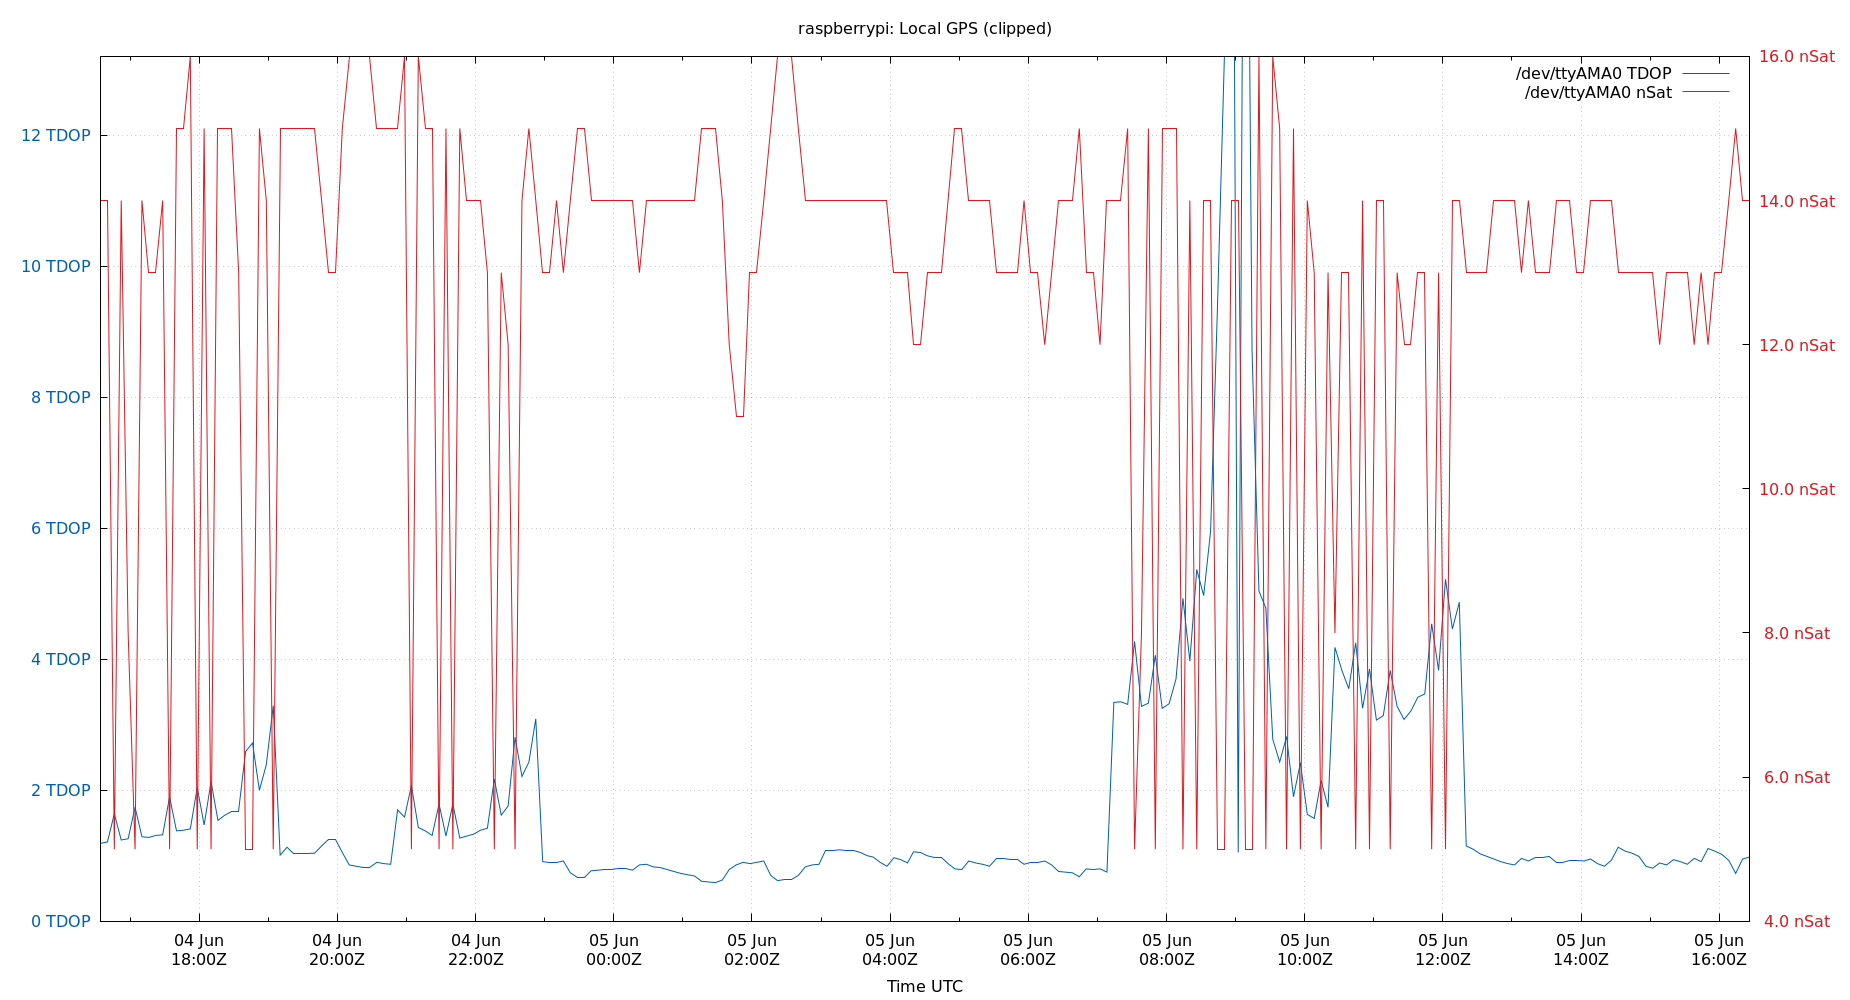 raspberrypi: Local GPS (clipped)
16.0 nSat
/dev/ttyAMA0 TDOP
/dev/ttyAMA0 nSat
12 TDOP
14.0 nSat
10 TDOP
12.0 nSat
8 TDOP
10.0 nSat
6 TDOP
8.0 nSat
4 TDOP
6.0 nSat
2 TDOP
0 TDOP
4.0 nSat
04 Jun 04 Jun 04 Jun 05 Jun 05 Jun 05 Jun 05 Jun 05 Jun 05 Jun 05 Jun 05 Jun 05 Jun
18:00Z 20:00Z 22:00Z 00:00Z 02:00Z 04:00Z 06:00Z 08:00Z 10:00Z 12:00Z 14:00Z 16:00Z
Time UTC